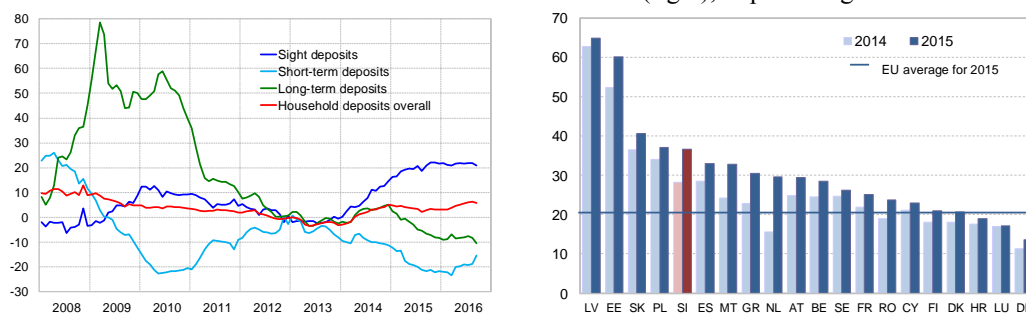 (right),
80
70
60
50
40
30
20
10
0
-10
-20
-30
2008 2009 2010 2011 2012 2013 2014 2015 2016
Sight deposits
Short-term deposits
Long-term deposits
Household deposits overall
70
60
50
40
30
20
10
0
2014 2015
EU average for 2015
LV EE SK PL SI ES MT GR NL AT BE SE FR RO CY FI DK HR LU